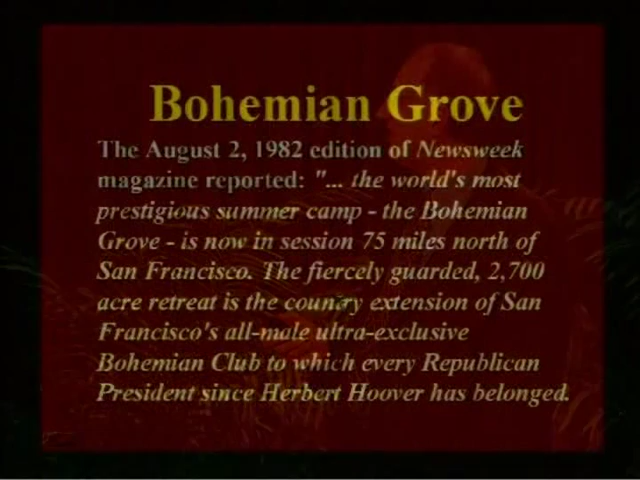 Bohemian Grove
The August 2, 1982 edition of Newsweek
magazine reported: "... the world's most
prestigious summer camp - the Bohemian
Grove - is now in session 75 miles north of
San Francisco. The fiercely guarded, 2,700
acre retreat is the country extension of San
Francisco's all-male ultra-exclusive
Bohemian Club to which every Republican
President since Herbert Hoover has belonged.